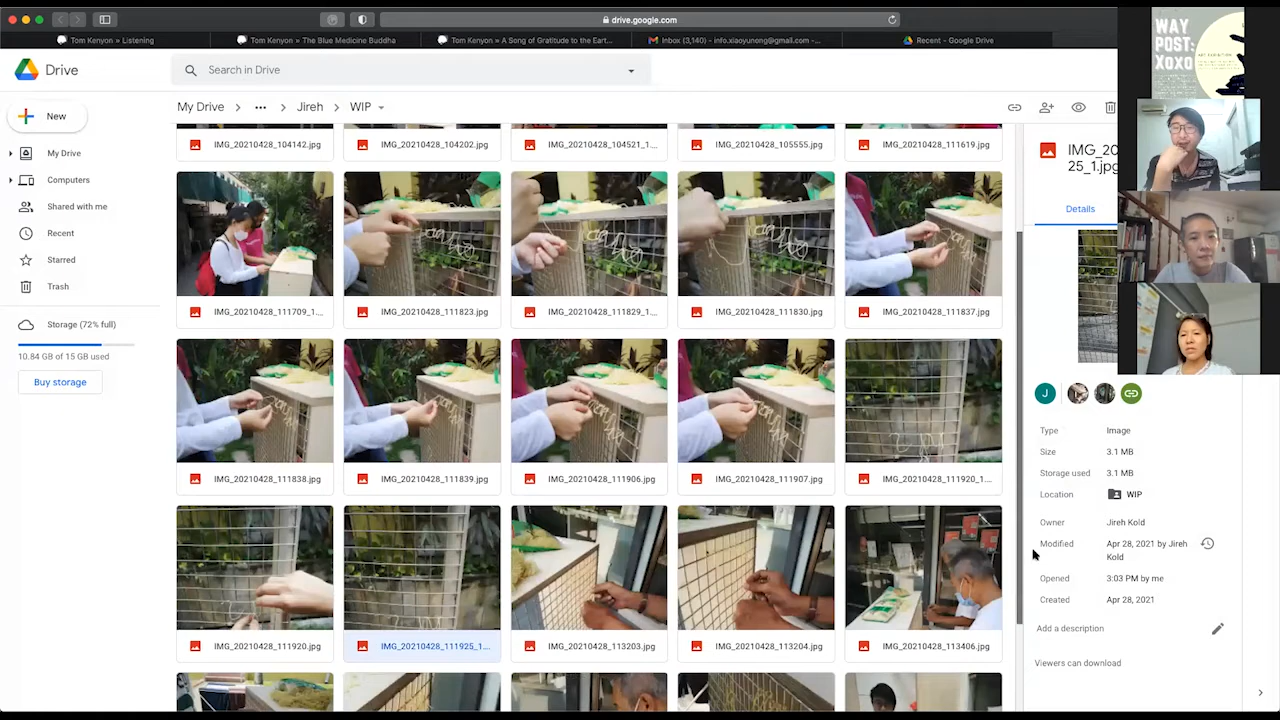 drive.google.com
Tom Kenyon » Listening
Tom Kenyon » The Blue Medicine Buddha
Tom Kenyon » A Song of Gratitude to the Eart...
Inbox (3,140) - info.xiaoyunong@gmail.com -...
Recent - Google Drive
Drive
Search in Drive
My Drive
•••
Jireh
WIP
New
My Drive
Computers
Shared with me
Recent
Starred
Trash
Storage (72% full)
10.84 GB of 15 GB used
Buy storage
IMG_20210428_104142.jpg
IMG_20210428_104202.jpg
IMG_20210428_104521_1....
IMG_20210428_105555.jpg
IMG_20210428_111619.jpg
IMG_20210428_111709_1....
IMG_20210428_111823.jpg
IMG_20210428_111829_1.jpg
IMG_20210428_111830.jpg
IMG_20210428_111837.jpg
IMG_20210428_111838.jpg
IMG_20210428_111839.jpg
IMG_20210428_111906.jpg
IMG_20210428_111907.jpg
IMG_20210428_111920_1....
IMG_20210428_111920.jpg
IMG_20210428_111925_1....
IMG_20210428_113203.jpg
IMG_20210428_113204.jpg
IMG_20210428_113406.jpg
IMG_20
25_1.jpg
Details
J
Type Image
Size 3.1 MB
Storage used 3.1 MB
Location WIP
Owner Jireh Kold
Modified Apr 28, 2021 by Jireh
Kold
Opened 3:03 PM by me
Created Apr 28, 2021
Add a description
Viewers can download
WAY
POST:
XOXO